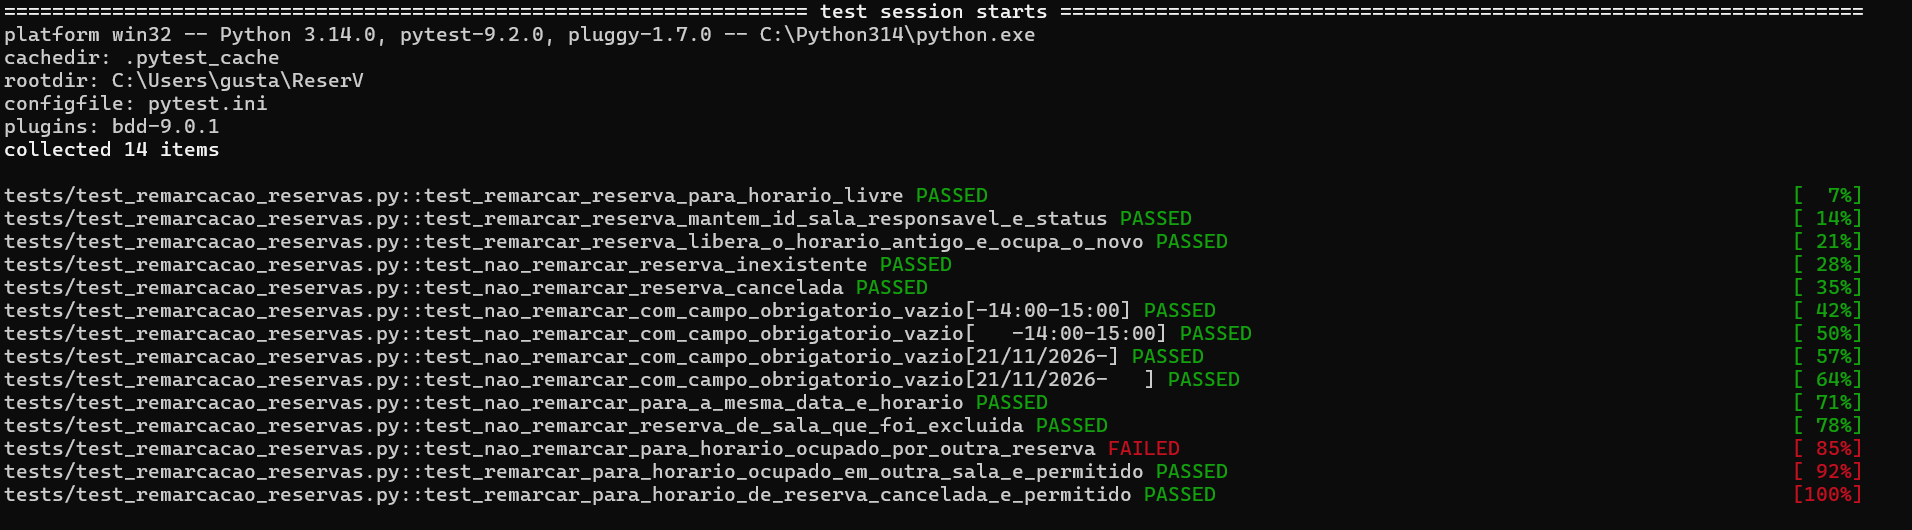 =================================================================== test session starts ===================================================================
platform win32 -- Python 3.14.0, pytest-9.2.0, pluggy-1.7.0 -- C:\Python314\python.exe
cachedir: .pytest_cache
rootdir: C:\Users\gusta\ReserV
configfile: pytest.ini
plugins: bdd-9.0.1
collected 14 items

tests/test_remarcacao_reservas.py::test_remarcar_reserva_para_horario_livre PASSED [  7%]
tests/test_remarcacao_reservas.py::test_remarcar_reserva_mantem_id_sala_responsavel_e_status PASSED [ 14%]
tests/test_remarcacao_reservas.py::test_remarcar_reserva_libera_o_horario_antigo_e_ocupa_o_novo PASSED [ 21%]
tests/test_remarcacao_reservas.py::test_nao_remarcar_reserva_inexistente PASSED [ 28%]
tests/test_remarcacao_reservas.py::test_nao_remarcar_reserva_cancelada PASSED [ 35%]
tests/test_remarcacao_reservas.py::test_nao_remarcar_com_campo_obrigatorio_vazio[-14:00-15:00] PASSED [ 42%]
tests/test_remarcacao_reservas.py::test_nao_remarcar_com_campo_obrigatorio_vazio[   -14:00-15:00] PASSED [ 50%]
tests/test_remarcacao_reservas.py::test_nao_remarcar_com_campo_obrigatorio_vazio[21/11/2026-] PASSED [ 57%]
tests/test_remarcacao_reservas.py::test_nao_remarcar_com_campo_obrigatorio_vazio[21/11/2026-   ] PASSED [ 64%]
tests/test_remarcacao_reservas.py::test_nao_remarcar_para_a_mesma_data_e_horario PASSED [ 71%]
tests/test_remarcacao_reservas.py::test_nao_remarcar_reserva_de_sala_que_foi_excluida PASSED [ 78%]
tests/test_remarcacao_reservas.py::test_nao_remarcar_para_horario_ocupado_por_outra_reserva FAILED [ 85%]
tests/test_remarcacao_reservas.py::test_remarcar_para_horario_ocupado_em_outra_sala_e_permitido PASSED [ 92%]
tests/test_remarcacao_reservas.py::test_remarcar_para_horario_de_reserva_cancelada_e_permitido PASSED [100%]